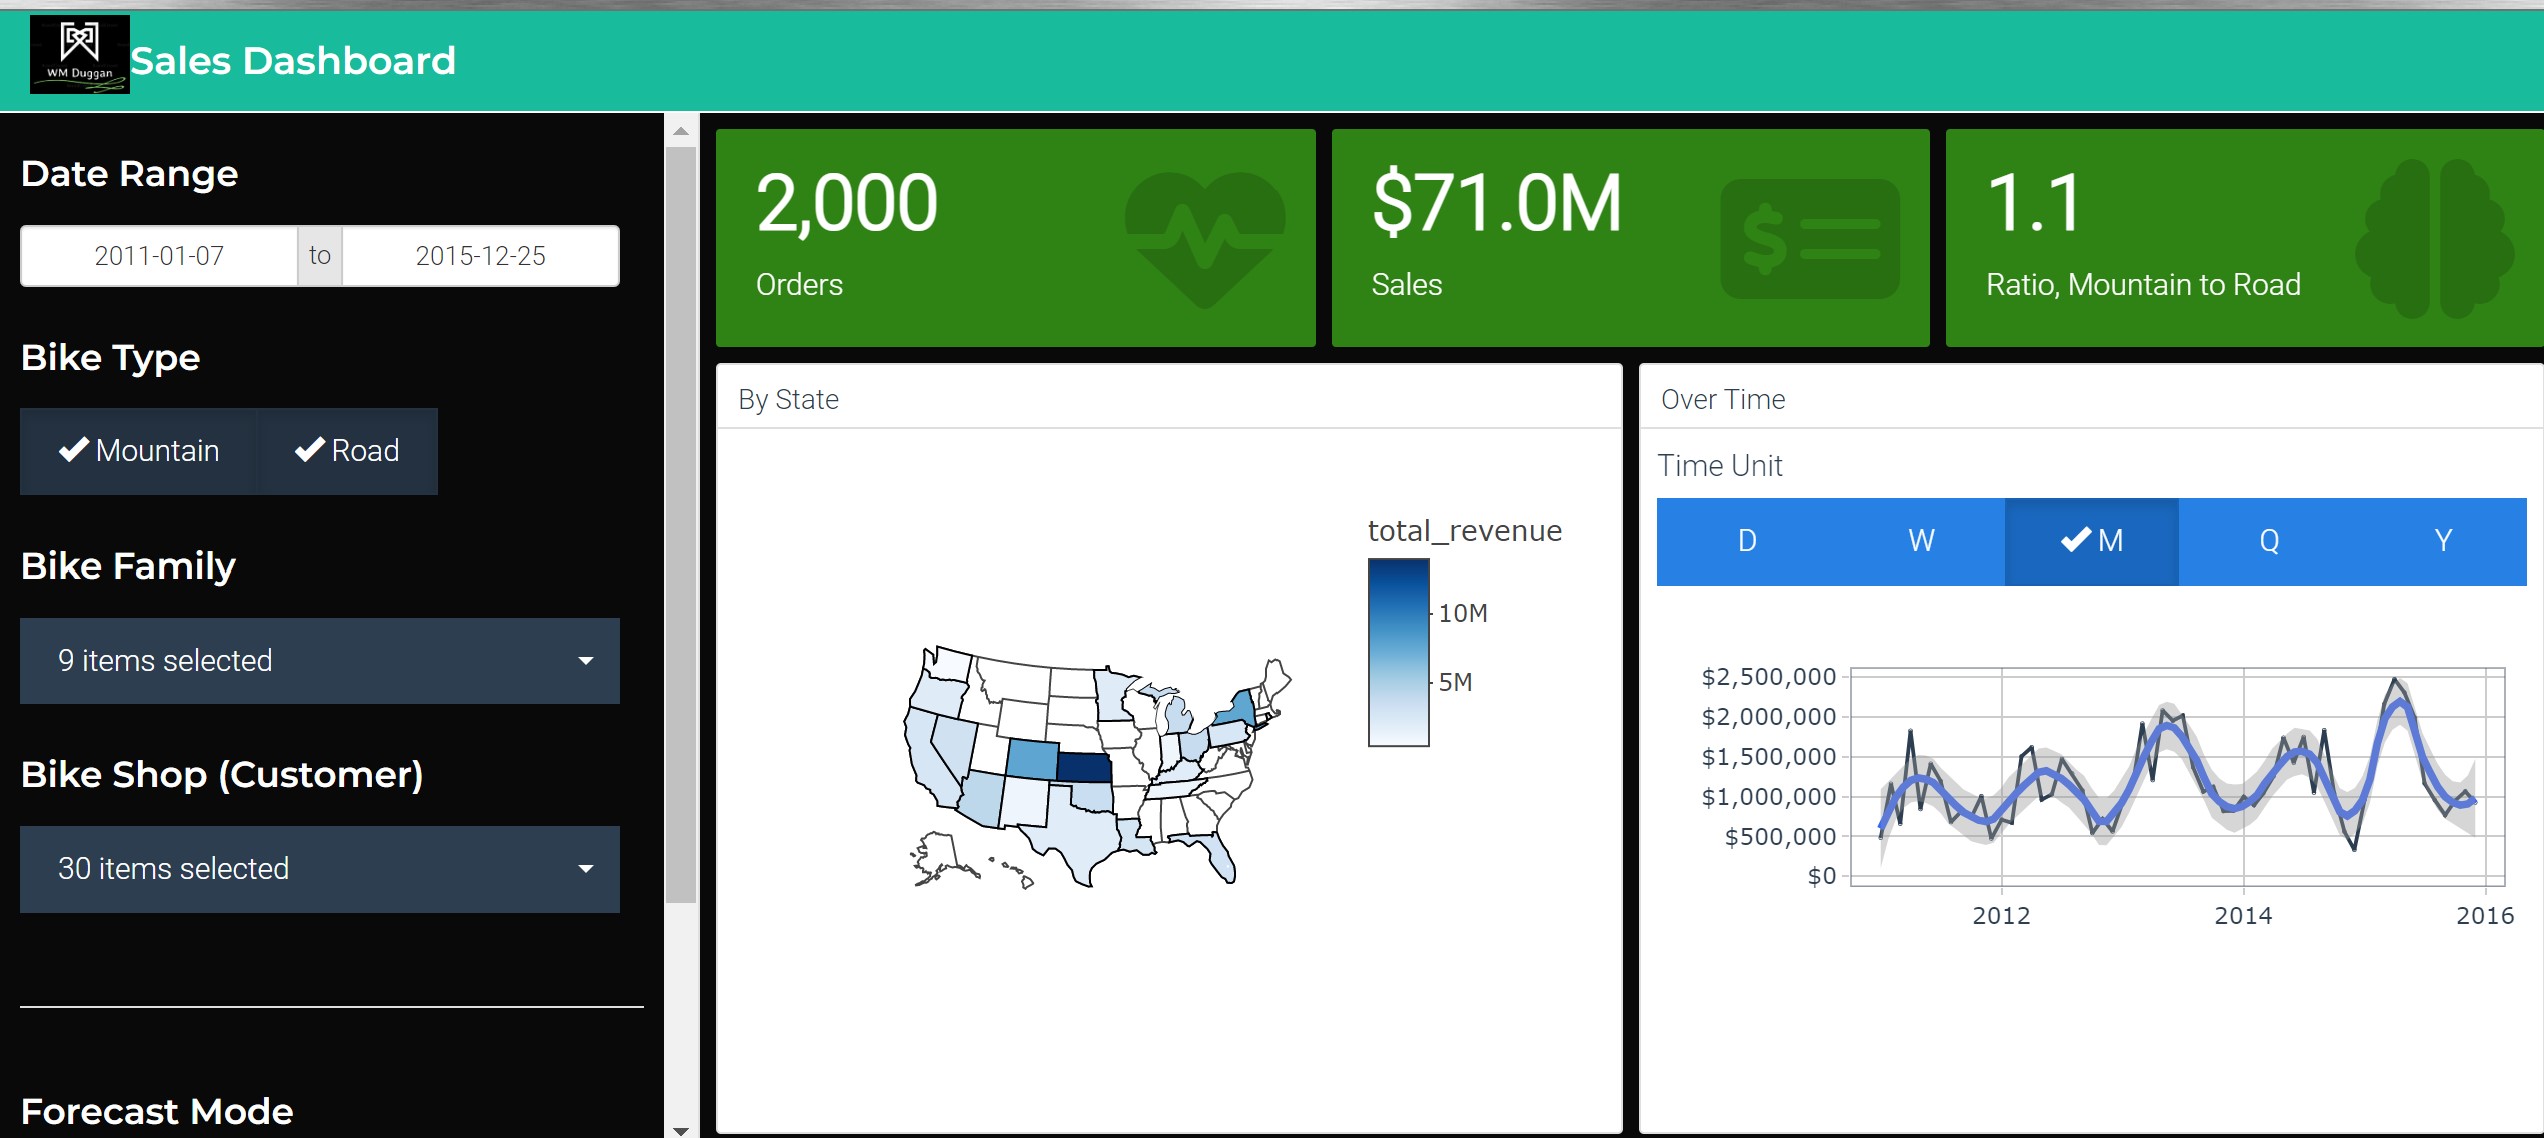 WM Duggan
Sales Dashboard
Date Range
2011-01-07 to 2015-12-25
Bike Type
Mountain Road
Bike Family
9 items selected
Bike Shop (Customer)
30 items selected
Forecast Mode
2,000
Orders
$71.0M
Sales
1.1
Ratio, Mountain to Road
By State
total_revenue
10M
5M
Over Time
Time Unit
D W M Q Y
$2,500,000
$2,000,000
$1,500,000
$1,000,000
$500,000
$0
2012 2014 2016